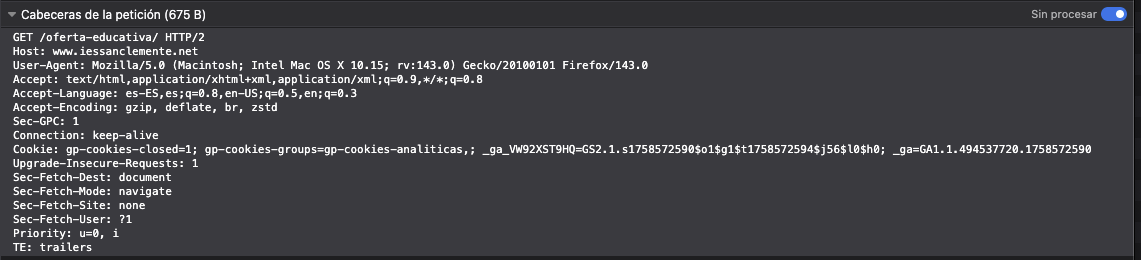 Cabeceras de la petición (675 B)
Sin procesar
GET /oferta-educativa/ HTTP/2
Host: www.iessanclemente.net
User-Agent: Mozilla/5.0 (Macintosh; Intel Mac OS X 10.15; rv:143.0) Gecko/20100101 Firefox/143.0
Accept: text/html,application/xhtml+xml,application/xml;q=0.9,*/*;q=0.8
Accept-Language: es-ES,es;q=0.8,en-US;q=0.5,en;q=0.3
Accept-Encoding: gzip, deflate, br, zstd
Sec-GPC: 1
Connection: keep-alive
Cookie: gp-cookies-closed=1; gp-cookies-groups=gp-cookies-analiticas,; _ga_VW92XST9HQ=GS2.1.s1758572590$o1$g1$t1758572594$j56$l0$h0; _ga=GA1.1.494537720.1758572590
Upgrade-Insecure-Requests: 1
Sec-Fetch-Dest: document
Sec-Fetch-Mode: navigate
Sec-Fetch-Site: none
Sec-Fetch-User: ?1
Priority: u=0, i
TE: trailers